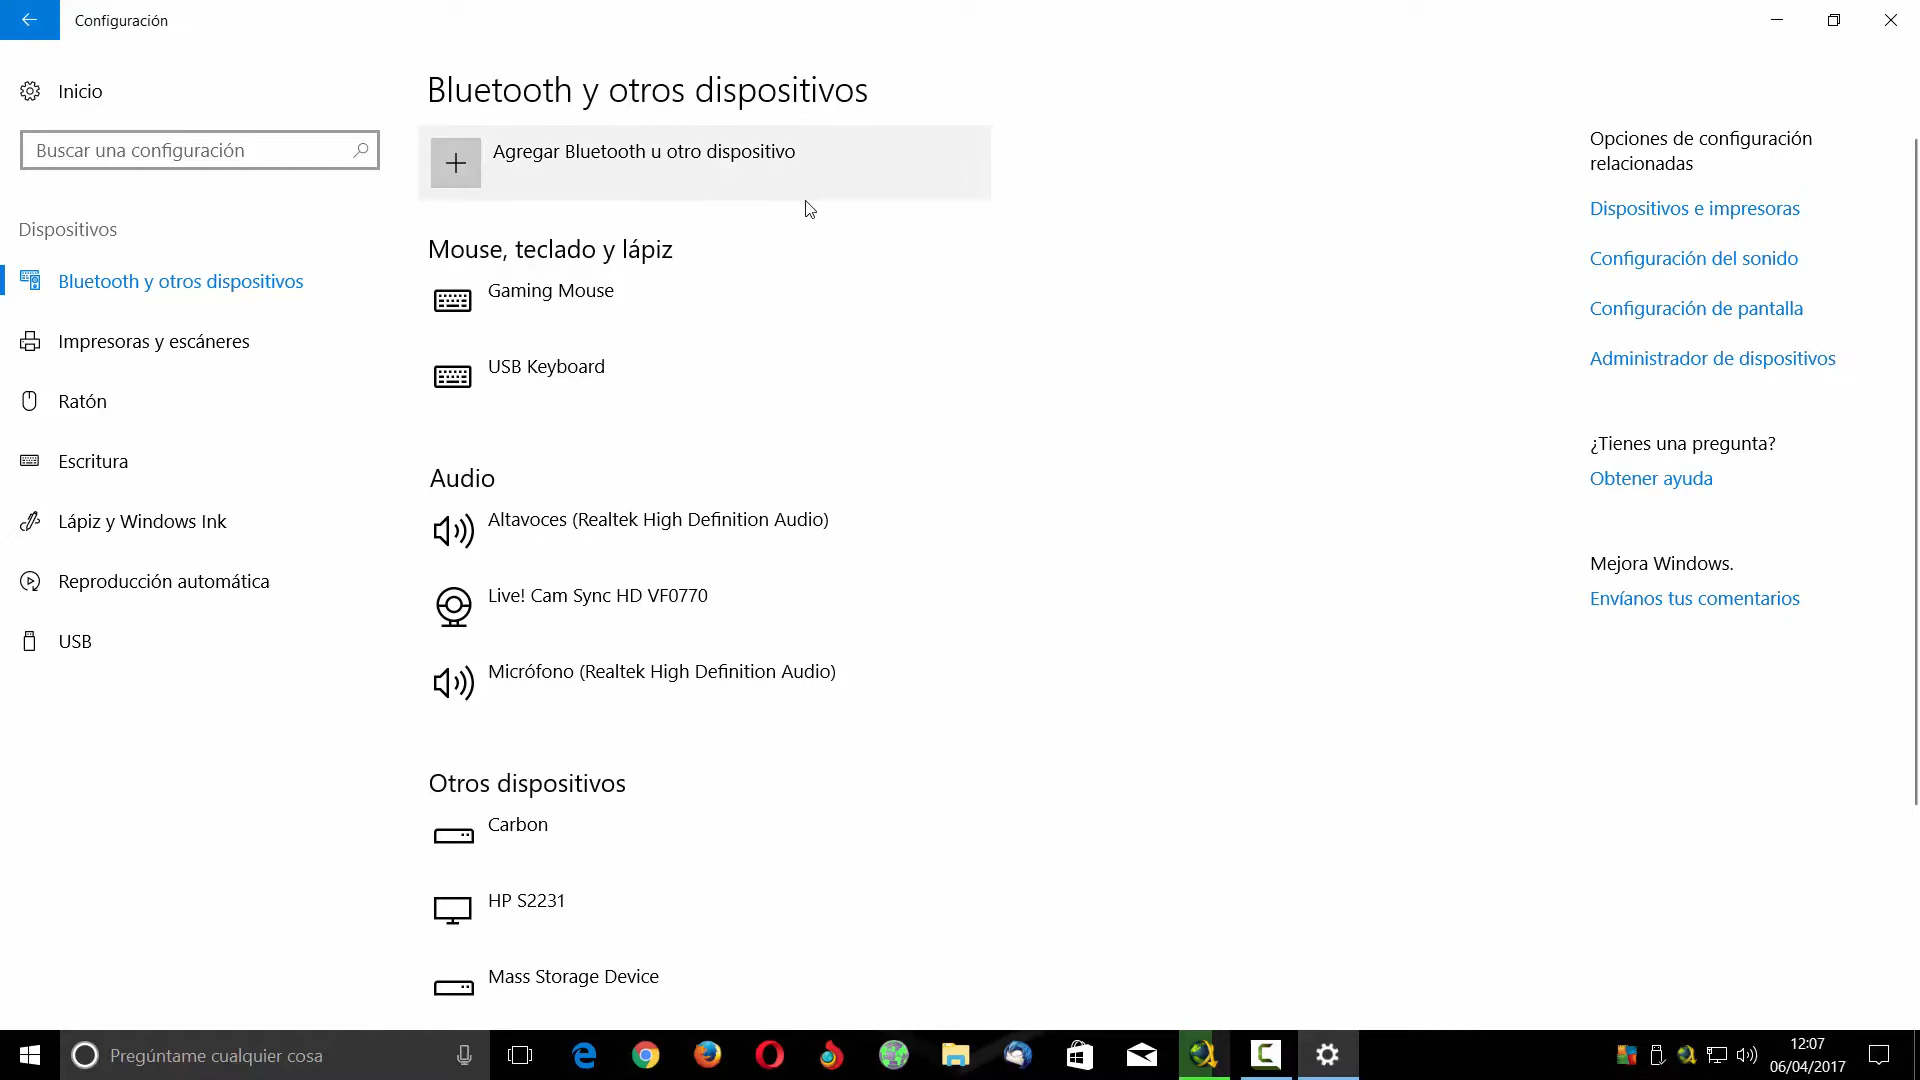 Configuración
Inicio
Buscar una configuración
Dispositivos
Bluetooth y otros dispositivos
Impresoras y escáneres
Ratón
Escritura
Lápiz y Windows Ink
Reproducción automática
USB
Bluetooth y otros dispositivos
Agregar Bluetooth u otro dispositivo
Mouse, teclado y lápiz
Gaming Mouse
USB Keyboard
Audio
Altavoces (Realtek High Definition Audio)
Live! Cam Sync HD VF0770
Micrófono (Realtek High Definition Audio)
Otros dispositivos
Carbon
HP S2231
Mass Storage Device
Opciones de configuración
relacionadas
Dispositivos e impresoras
Configuración del sonido
Configuración de pantalla
Administrador de dispositivos
¿Tienes una pregunta?
Obtener ayuda
Mejora Windows.
Envíanos tus comentarios
Pregúntame cualquier cosa
12:07
06/04/2017